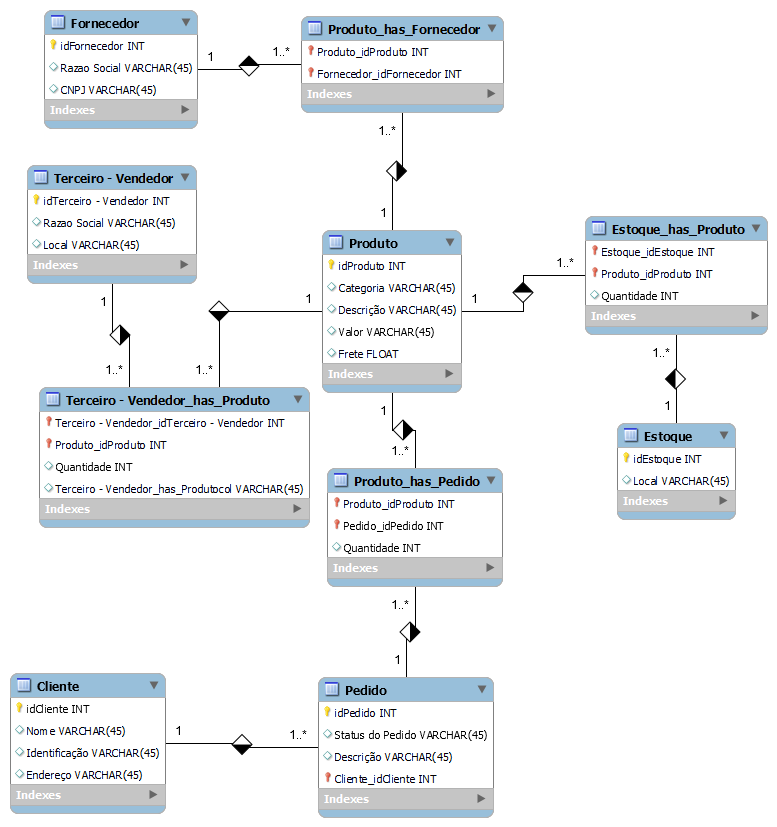 Fornecedor
idFornecedor INT
Razao Social VARCHAR(45)
CNPJ VARCHAR(45)
Indexes
1
1..*
Produto_has_Fornecedor
Produto_idProduto INT
Fornecedor_idFornecedor INT
Indexes
1..*
1
Terceiro - Vendedor
idTerceiro - Vendedor INT
Razao Social VARCHAR(45)
Local VARCHAR(45)
Indexes
1
1..*
Produto
idProduto INT
Categoria VARCHAR(45)
Descrição VARCHAR(45)
Valor VARCHAR(45)
Frete FLOAT
Indexes
1
1..*
1
1..*
Estoque_has_Produto
Estoque_idEstoque INT
Produto_idProduto INT
Quantidade INT
Indexes
1..*
1
Estoque
idEstoque INT
Local VARCHAR(45)
Indexes
Terceiro - Vendedor_has_Produto
Terceiro - Vendedor_idTerceiro - Vendedor INT
Produto_idProduto INT
Quantidade INT
Terceiro - Vendedor_has_Produtocol VARCHAR(45)
Indexes
1
1..*
Produto_has_Pedido
Produto_idProduto INT
Pedido_idPedido INT
Quantidade INT
Indexes
1..*
1
Cliente
idCliente INT
Nome VARCHAR(45)
Identificação VARCHAR(45)
Endereço VARCHAR(45)
Indexes
1
1..*
Pedido
idPedido INT
Status do Pedido VARCHAR(45)
Descrição VARCHAR(45)
Cliente_idCliente INT
Indexes